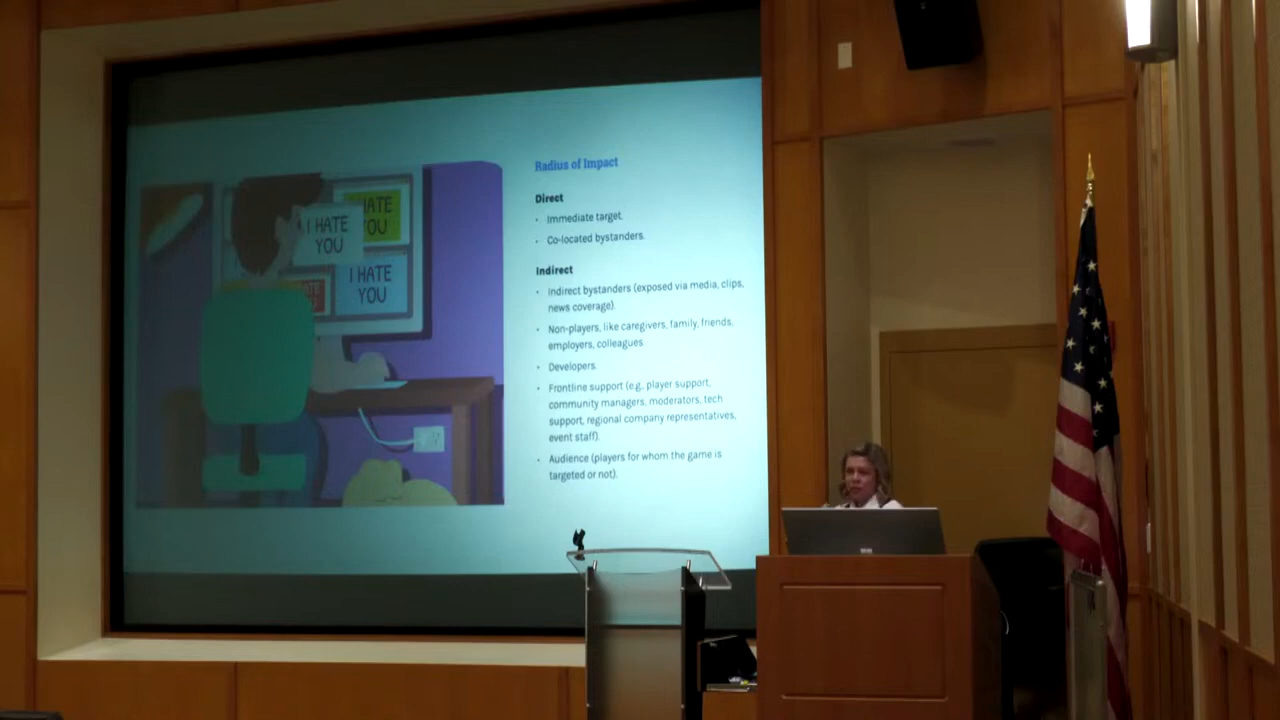 I HATE
YOU
HATE
YOU
I HATE
YOU
Radius of Impact
Direct
• Immediate target.
• Co-located bystanders.
Indirect
• Indirect bystanders (exposed via media, clips,
news coverage).
• Non-players, like caregivers, family, friends,
employers, colleagues
• Developers.
• Frontline support (e.g., player support,
community managers, moderators, tech
support, regional company representatives,
event staff).
• Audience (players for whom the game is
targeted or not).